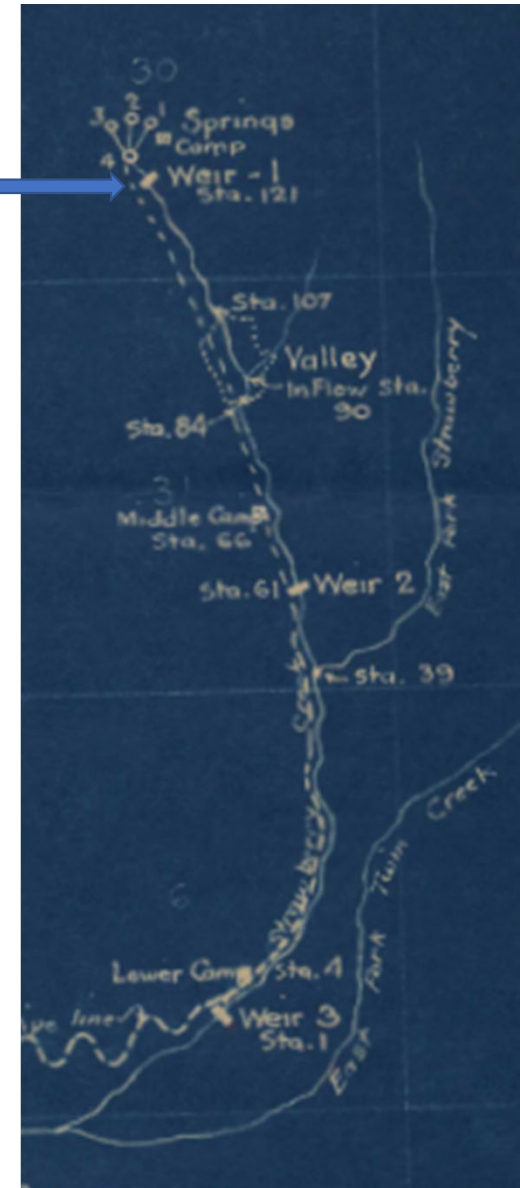 30
3 2 1 Springs
Camp
4 Weir - 1
Sta. 121
Sta. 107
Valley
InFlow Sta.
90
Sta. 84
31
Middle Camp
Sta. 66
Sta. 61 Weir 2
Sta. 39
East Fork Strawberry
Strawberry Creek
6
Lower Camp Sta. 4
line
Weir 3
Sta. 1
East Fork Twin Creek